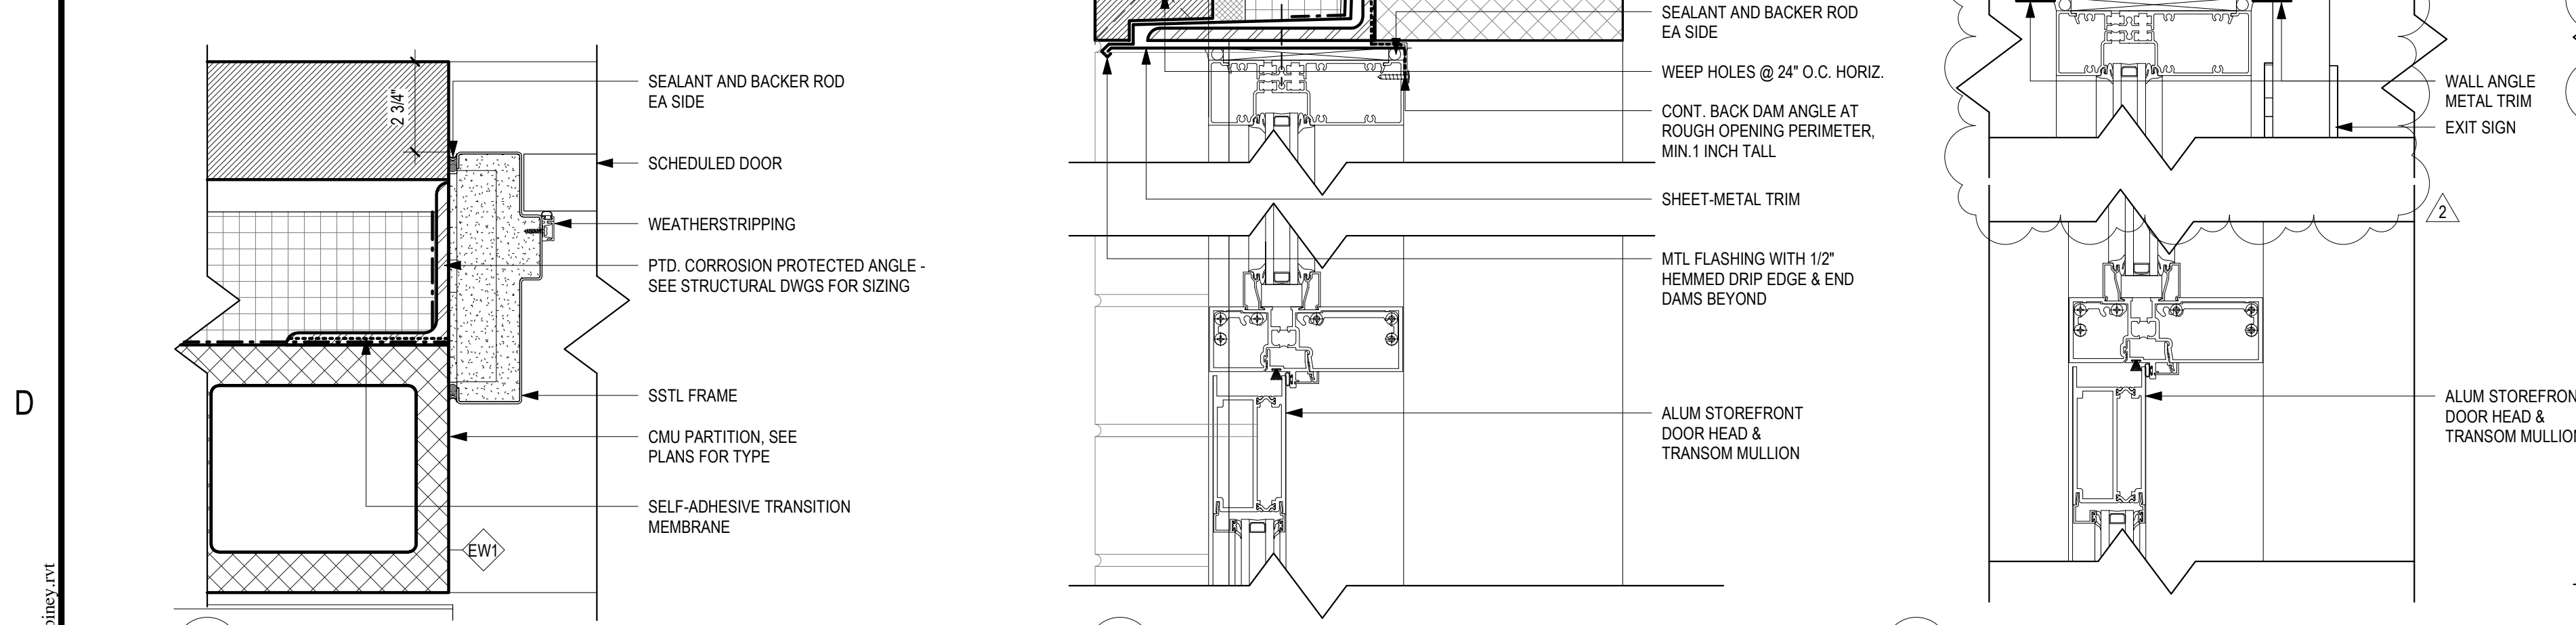 SEALANT AND BACKER ROD
EA SIDE
2 3/4"
SCHEDULED DOOR
WEATHERSTRIPPING
PTD. CORROSION PROTECTED ANGLE -
SEE STRUCTURAL DWGS FOR SIZING
SSTL FRAME
CMU PARTITION, SEE
PLANS FOR TYPE
SELF-ADHESIVE TRANSITION
MEMBRANE
EW1
D
piney.rvt
SEALANT AND BACKER ROD
EA SIDE
WEEP HOLES @ 24" O.C. HORIZ.
CONT. BACK DAM ANGLE AT
ROUGH OPENING PERIMETER,
MIN.1 INCH TALL
SHEET-METAL TRIM
MTL FLASHING WITH 1/2"
HEMMED DRIP EDGE & END
DAMS BEYOND
ALUM STOREFRONT
DOOR HEAD &
TRANSOM MULLION
WALL ANGLE
METAL TRIM
EXIT SIGN
2
ALUM STOREFRON
DOOR HEAD &
TRANSOM MULLION